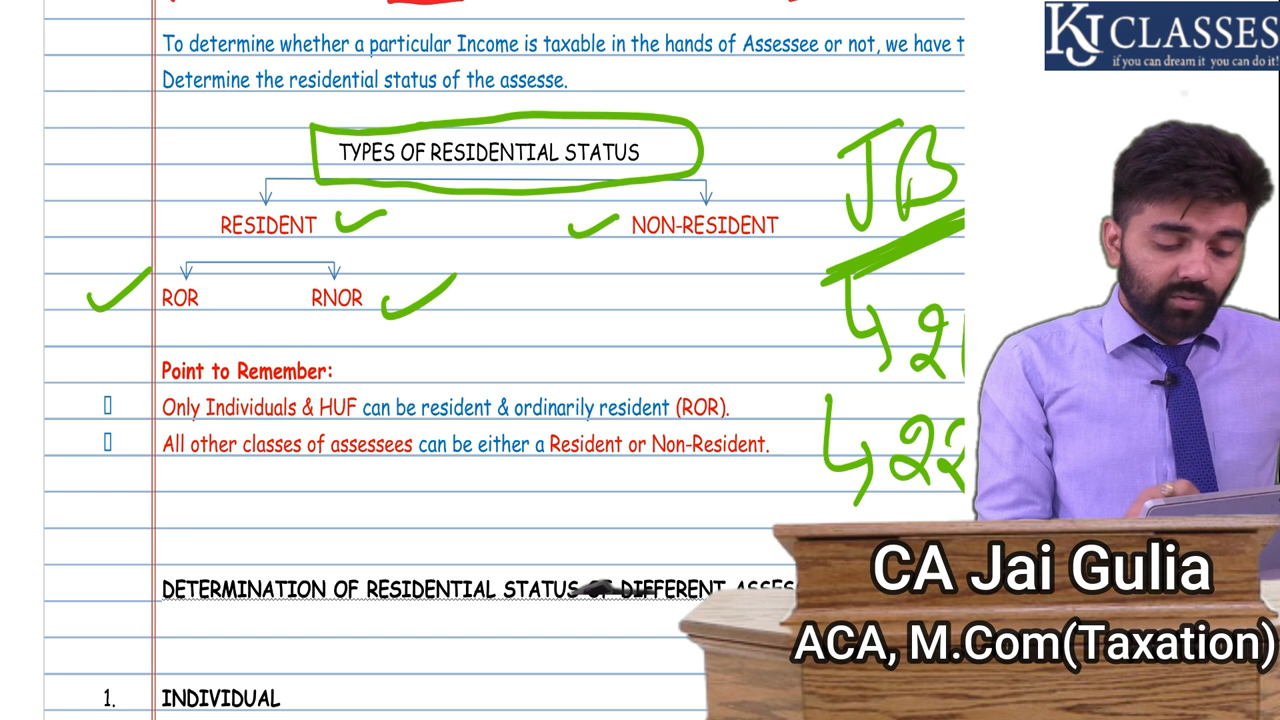 KJ CLASSES
if you can dream it you can do it!
To determine whether a particular Income is taxable in the hands of Assessee or not, we have t
Determine the residential status of the assesse.
TYPES OF RESIDENTIAL STATUS
JB
RESIDENT NON-RESIDENT
ROR RNOR
Point to Remember:
Only Individuals & HUF can be resident & ordinarily resident (ROR).
All other classes of assessees can be either a Resident or Non-Resident.
DETERMINATION OF RESIDENTIAL STATUS OF DIFFERENT ASSES
CA Jai Gulia
ACA, M.Com(Taxation)
1. INDIVIDUAL